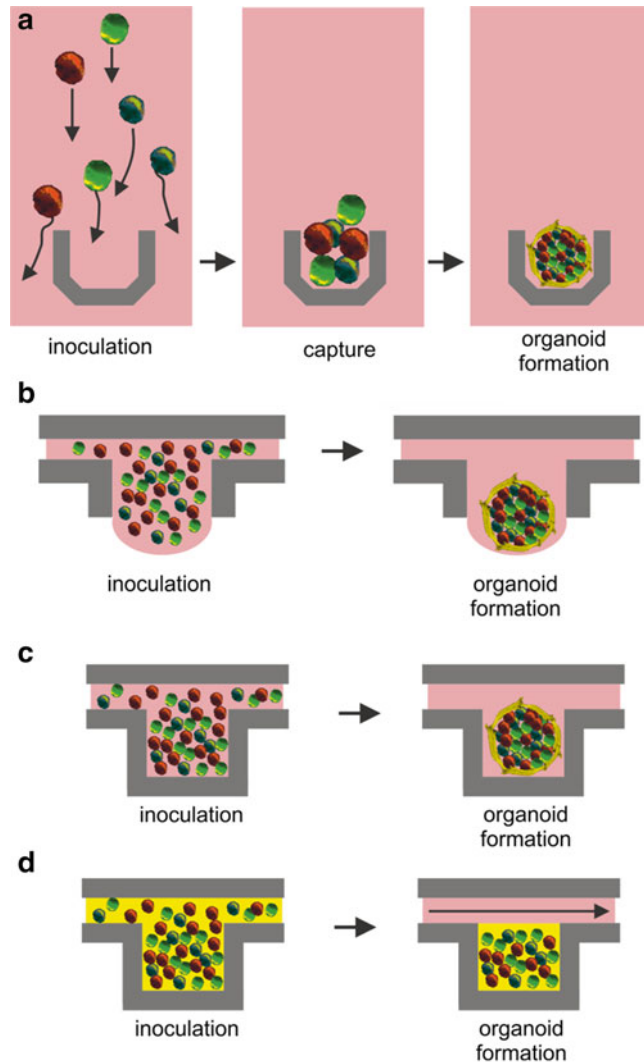 a
inoculation
capture
organoid
formation
b
inoculation
organoid
formation
c
inoculation
organoid
formation
d
inoculation
organoid
formation